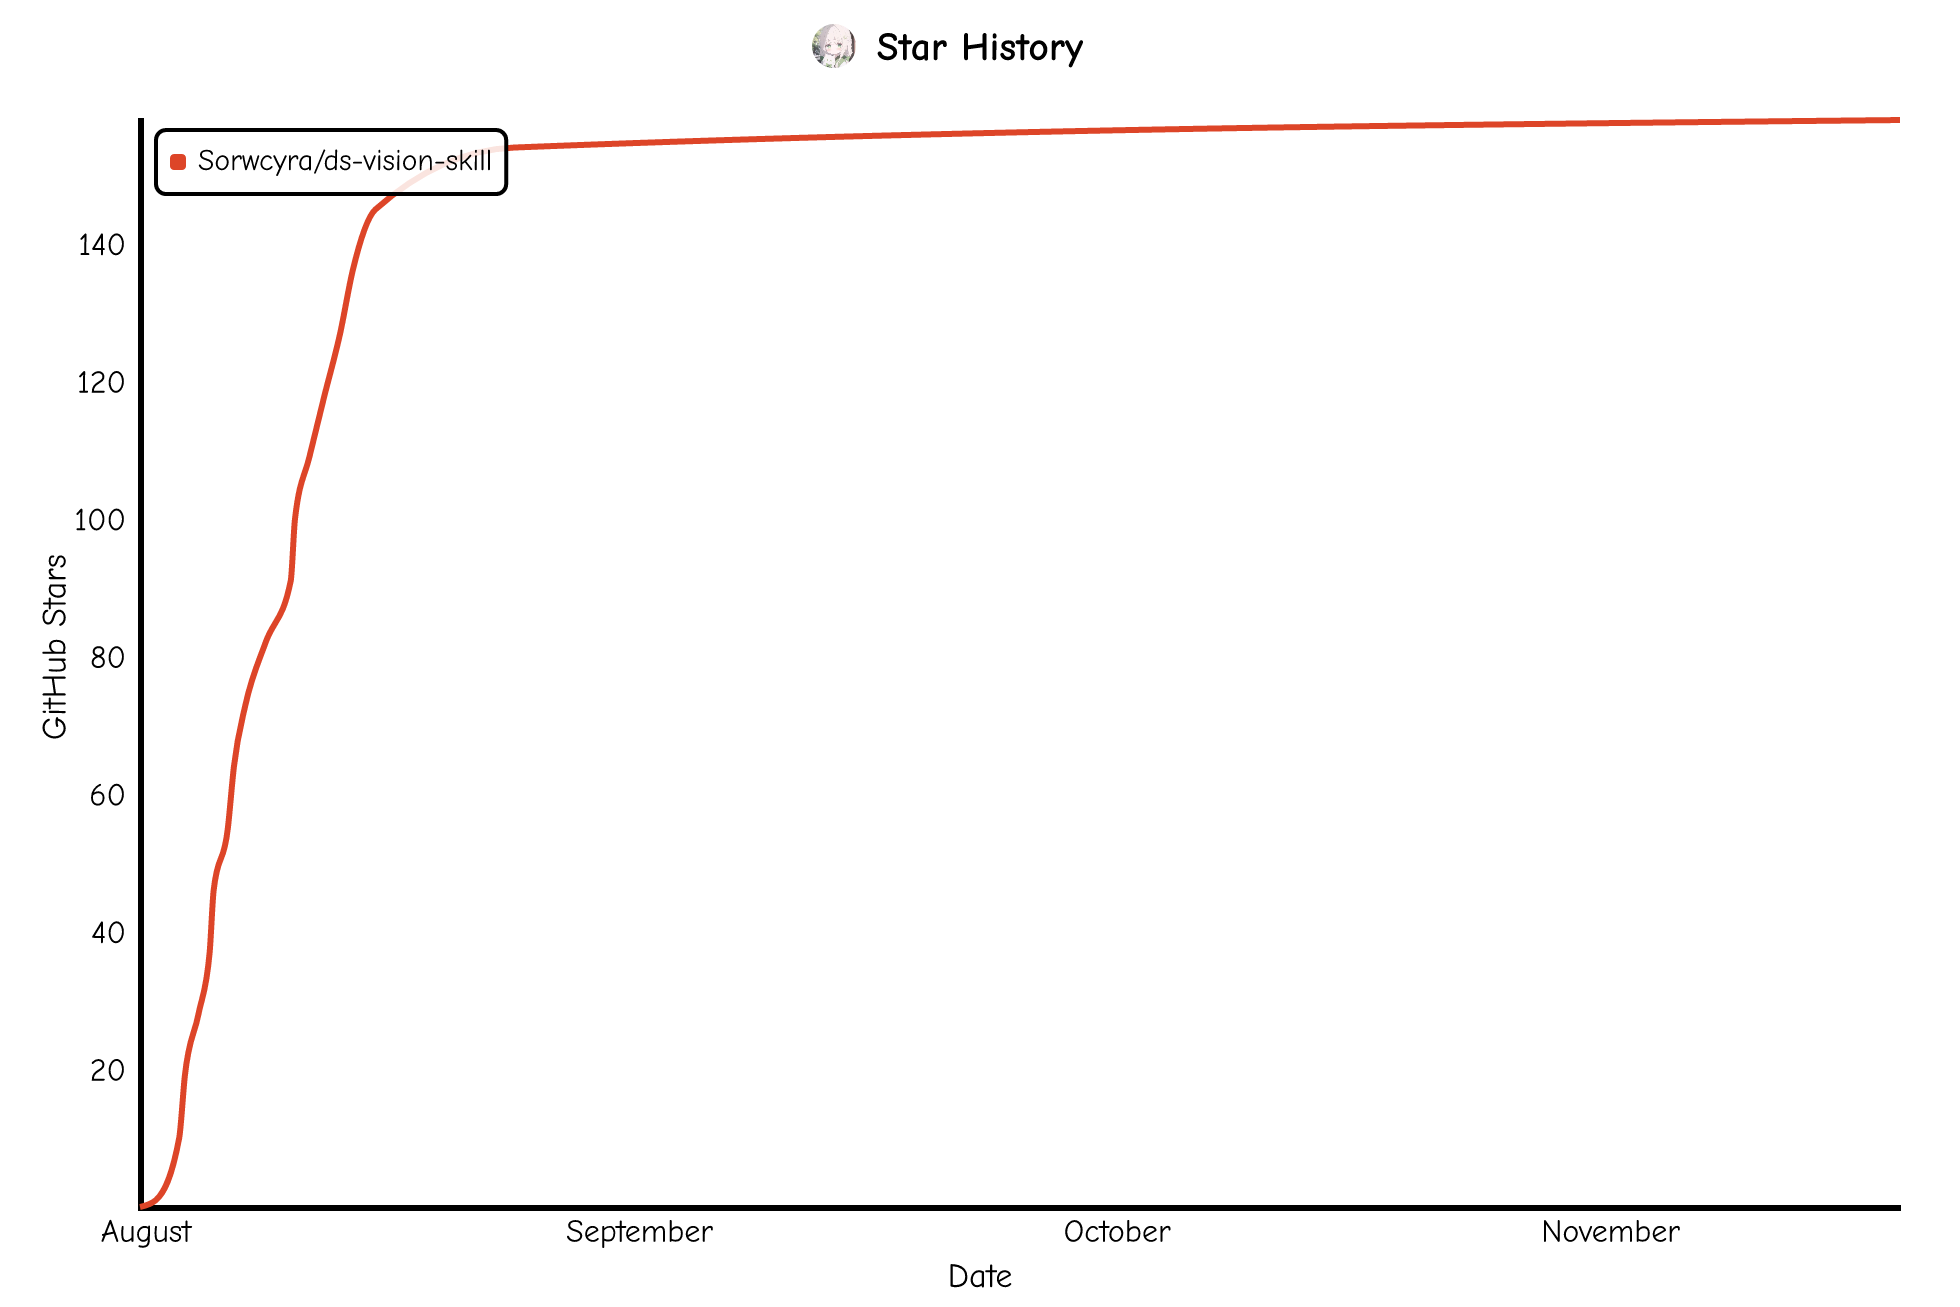 Star History
Sorwcyra/ds-vision-skill
140
120
100
80
60
40
20
GitHub Stars
August
September
October
November
Date